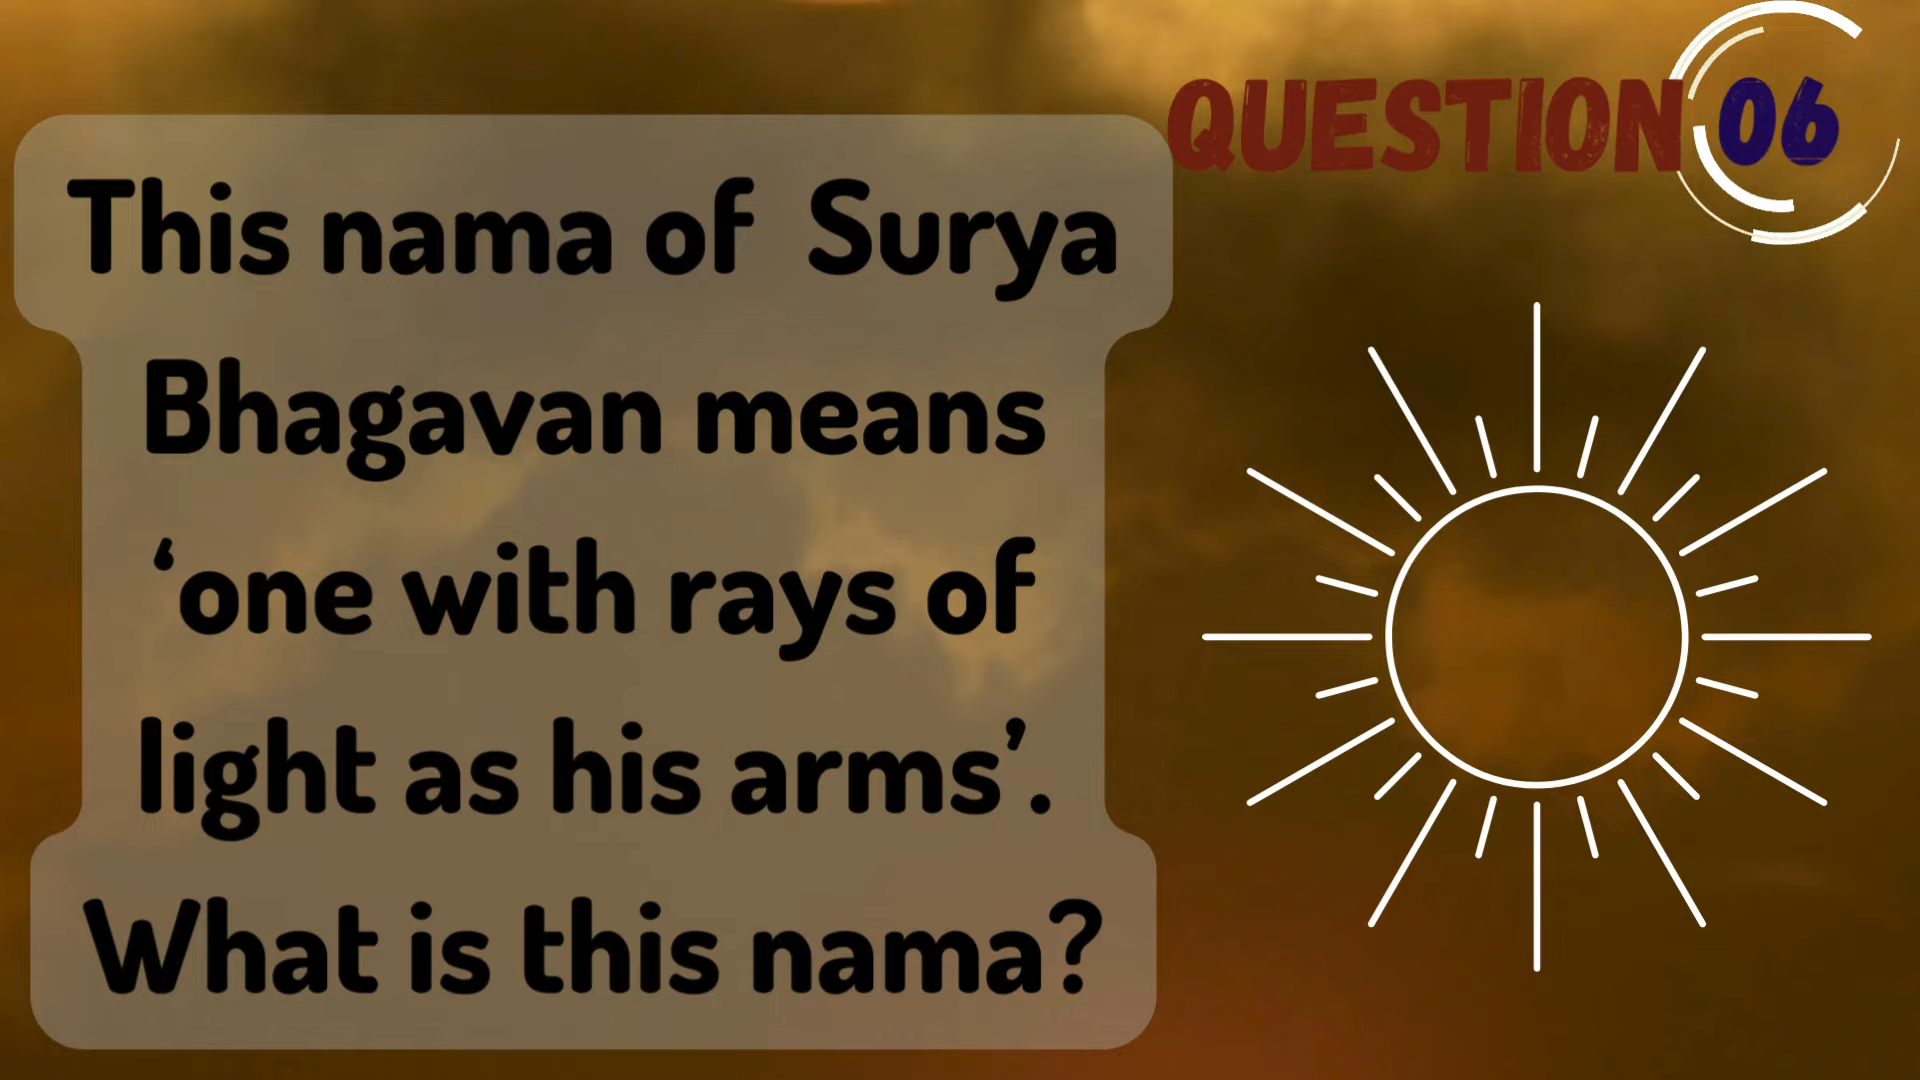 QUESTION 06
This nama of Surya
Bhagavan means
‘one with rays of
light as his arms’.
What is this nama?